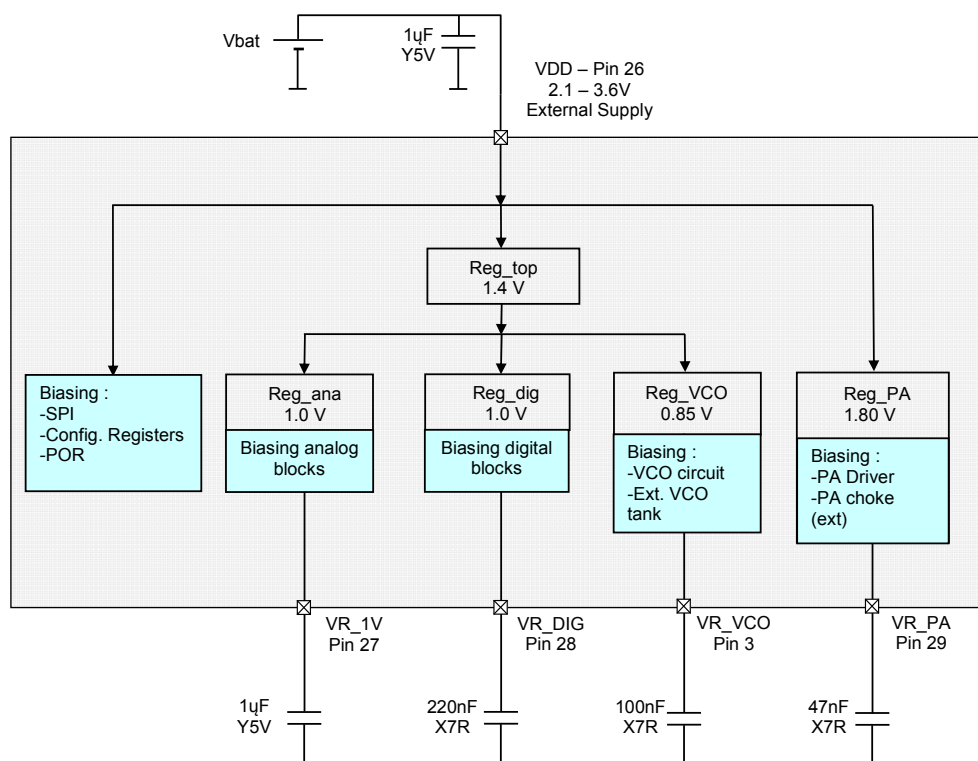 Vbat
1ųF
Y5V
VDD – Pin 26
2.1 – 3.6V
External Supply
Reg_top
1.4 V
Biasing :
-SPI
-Config. Registers
-POR
Reg_ana
1.0 V
Biasing analog
blocks
Reg_dig
1.0 V
Biasing digital
blocks
Reg_VCO
0.85 V
Biasing :
-VCO circuit
-Ext. VCO
tank
Reg_PA
1.80 V
Biasing :
-PA Driver
-PA choke
(ext)
VR_1V
Pin 27
VR_DIG
Pin 28
VR_VCO
Pin 3
VR_PA
Pin 29
1ųF
Y5V
220nF
X7R
100nF
X7R
47nF
X7R